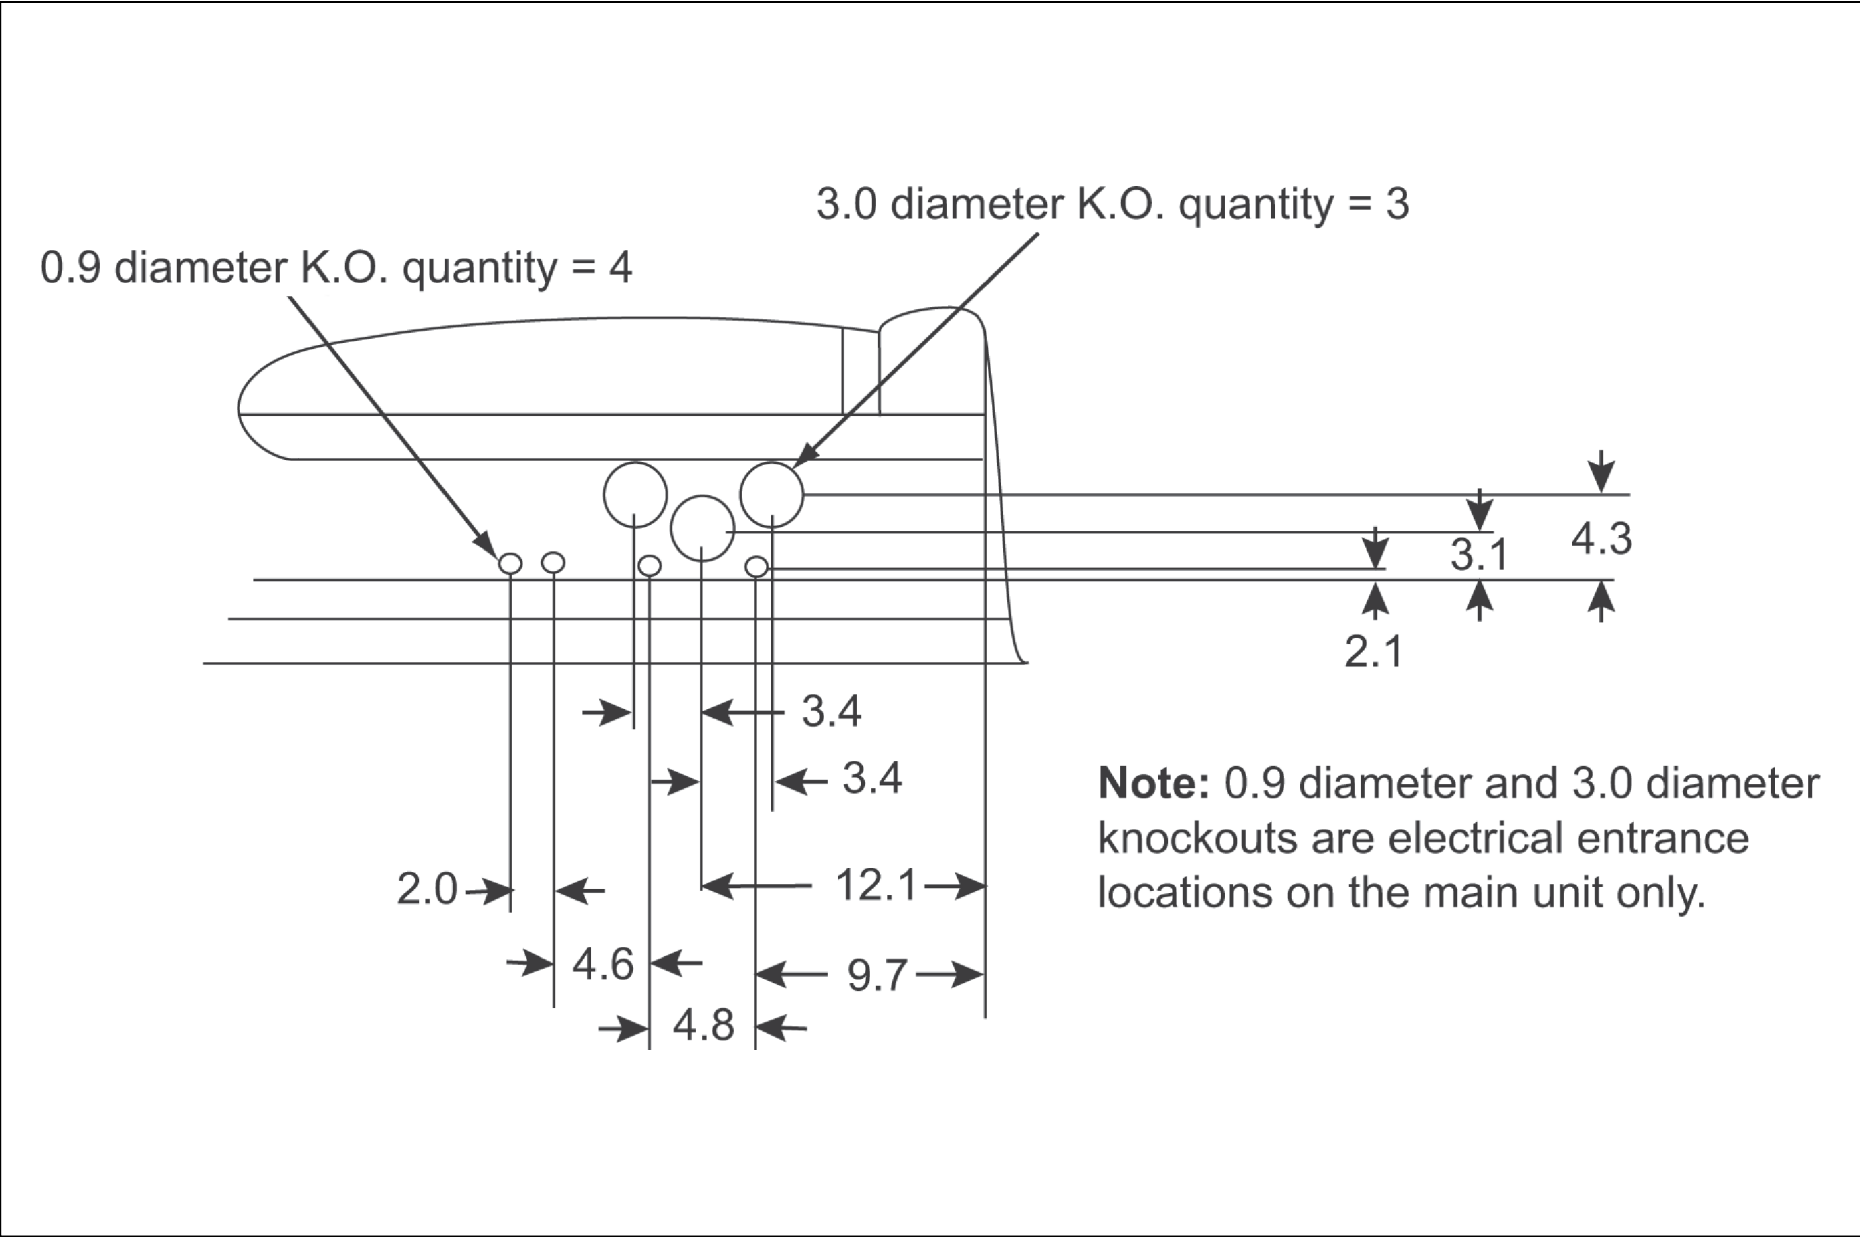 3.0 diameter K.O. quantity = 3
0.9 diameter K.O. quantity = 4
4.3
3.1
2.1
3.4
3.4
Note: 0.9 diameter and 3.0 diameter
knockouts are electrical entrance
locations on the main unit only.
2.0
12.1
4.6
9.7
4.8